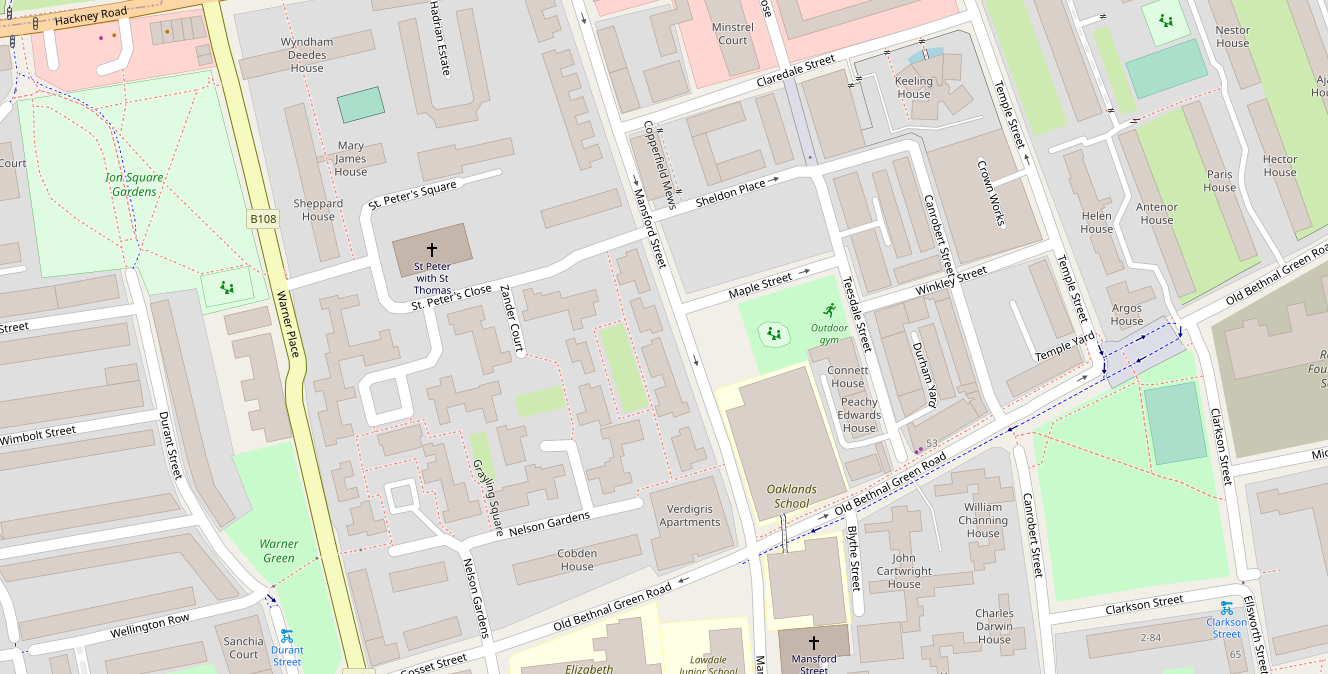 Hackney Road
Hadrian Estate
Wyndham
Deedes
House
Minstrel
Court
Claredale Street
Keeling
House
Nestor
House
Temple Street
Mary
James
House
Copperfield Mews
Ion Square
Gardens
Court
St. Peter's Square
Sheppard
House
Sheldon Place
Mansford Street
Crown Works
Paris
House
Hector
House
Antenor
House
Helen
House
B108
St Peter
with St
Thomas
St. Peter's Close
Zander Court
Canrobert Street
Maple Street
Winkley Street
Temple Street
Old Bethnal Green Road
Warner Place
Street
Teesdale Street
Outdoor
gym
Argos
House
Temple Yard
Durham Yard
Connett
House
Peachy
Edwards
House
Wimbolt Street
Durant Street
Clarkson Street
53
Grayling Square
Oaklands
School
Old Bethnal Green Road
Verdigris
Apartments
Nelson Gardens
William
Channing
House
Canrobert Street
Warner
Green
Cobden
House
Blythe Street
John
Cartwright
House
Nelson Gardens
Old Bethnal Green Road
Clarkson Street
Clarkson
Street
Ellsworth Street
Wellington Row
Sanchia
Court
Durant
Street
Charles
Darwin
House
2-84
65
Gosset Street
Elizabeth
Lawdale
Junior School
Mansford
Street